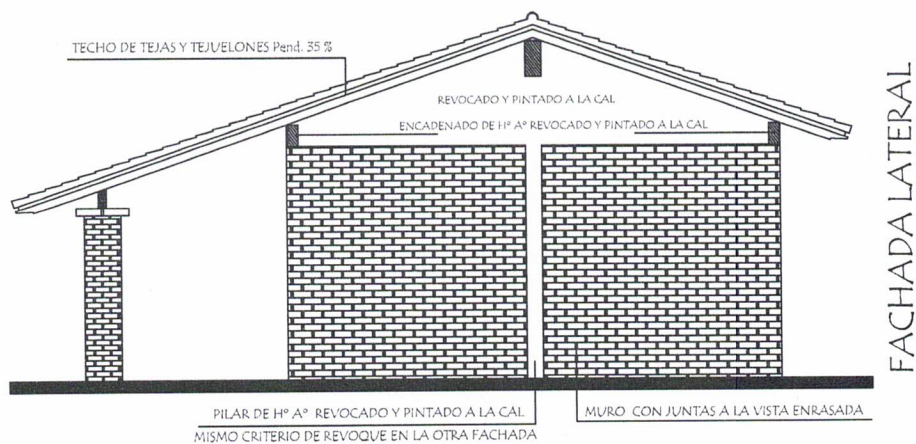 TECHO DE TEJAS Y TEJUELONES Pend. 35 %
REVOCADO Y PINTADO A LA CAL
ENCADENADO DE Hº Aº REVOCADO Y PINTADO A LA CAL
FACHADA LATERAL
PILAR DE Hº Aº REVOCADO Y PINTADO A LA CAL
MISMO CRITERIO DE REVOQUE EN LA OTRA FACHADA
MURO CON JUNTAS A LA VISTA ENRASADA